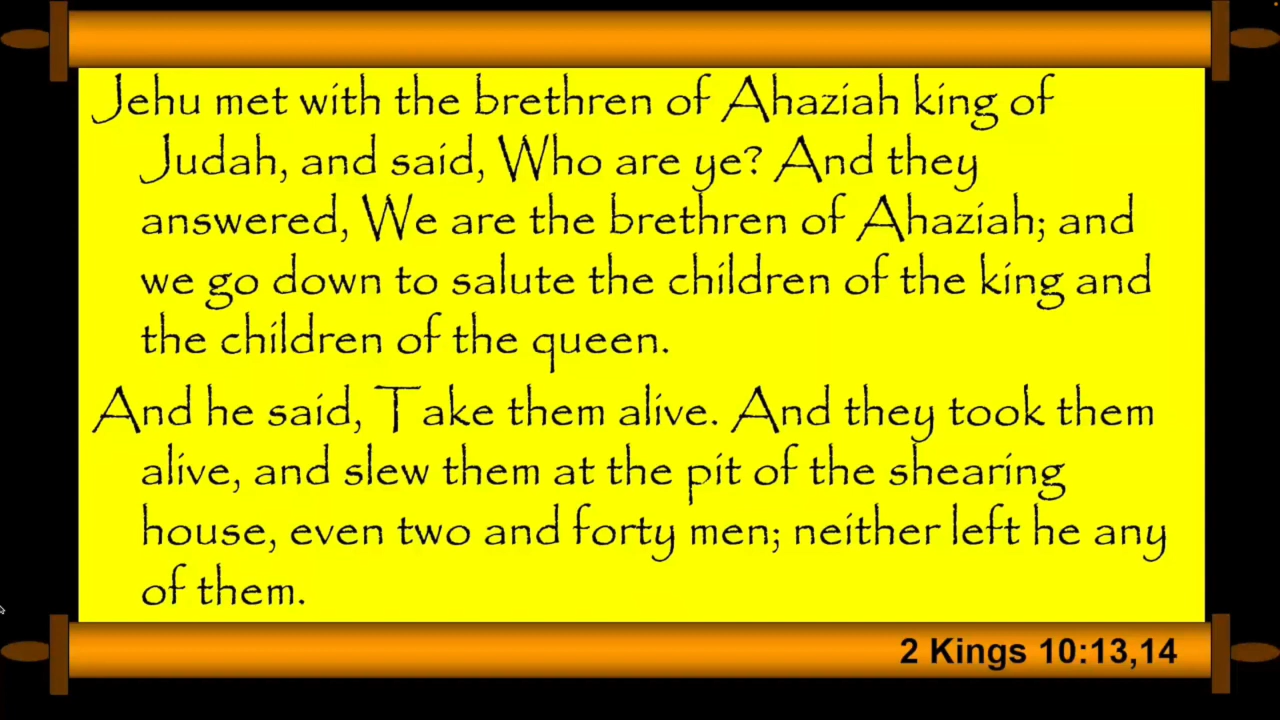 Jehu met with the brethren of Ahaziah king of
Judah, and said, Who are ye? And they
answered, We are the brethren of Ahaziah; and
we go down to salute the children of the king and
the children of the queen.
And he said, Take them alive. And they took them
alive, and slew them at the pit of the shearing
house, even two and forty men; neither left he any
of them.
2 Kings 10:13,14